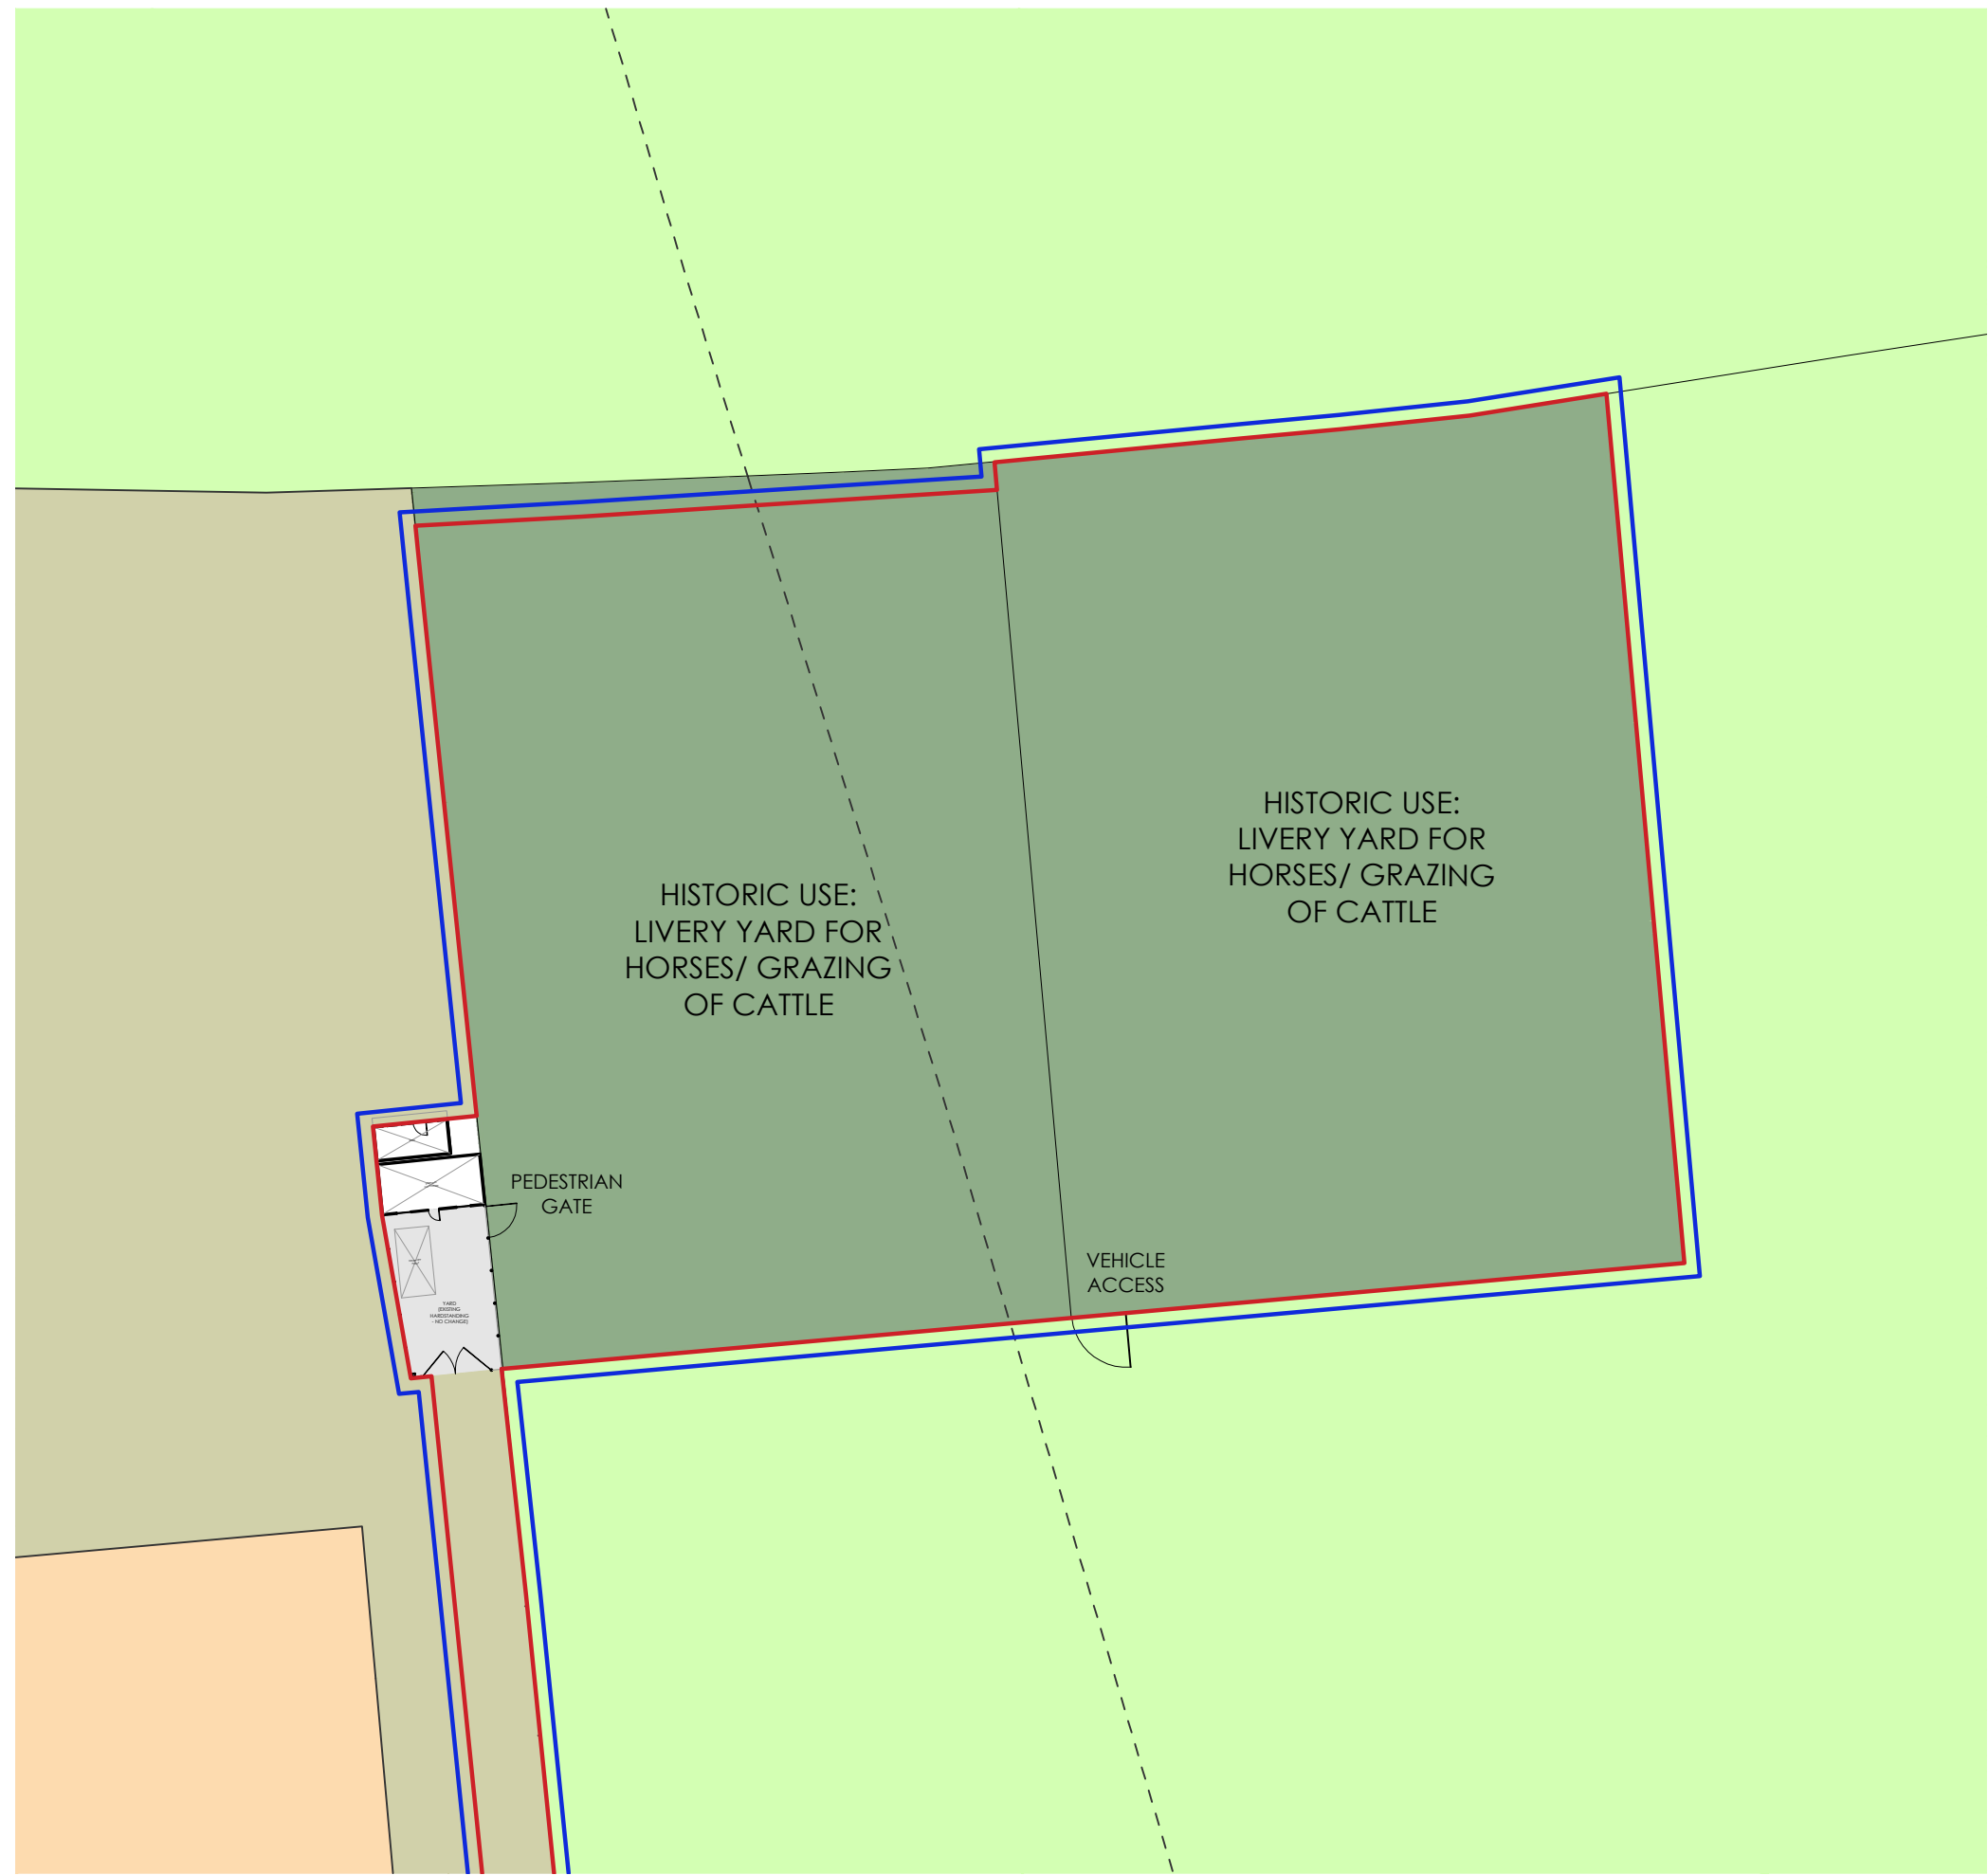 HISTORIC USE:
LIVERY YARD FOR
HORSES/ GRAZING
OF CATTLE
HISTORIC USE:
LIVERY YARD FOR
HORSES/ GRAZING
OF CATTLE
PEDESTRIAN
GATE
VEHICLE
ACCESS
YARD
[EXISTING
HARDSTANDING
- NO CHANGE]